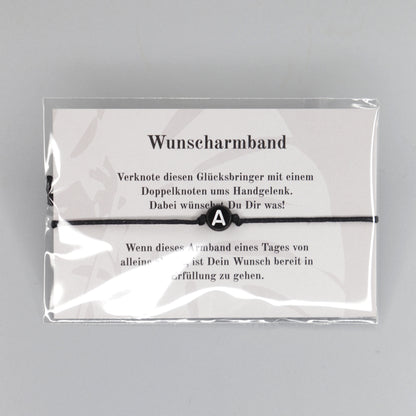 Wunscharmband
Verknote diesen Glücksbringer mit einem
Doppelknoten ums Handgelenk.
Dabei wünschst Du Dir was!
A
Wenn dieses Armband eines Tages von
alleine ist Dein Wunsch bereit in
Erfüllung zu gehen.